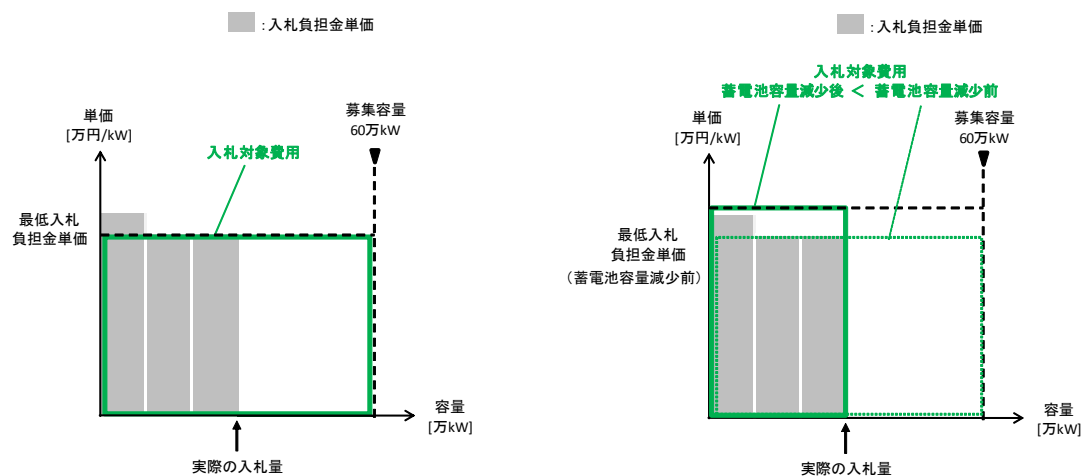 ：入札負担金単価
単価
[万円/kW]
募集容量
60万kW
入札対象費用
最低入札
負担金単価
容量
[万kW]
実際の入札量
：入札負担金単価
入札対象費用
蓄電池容量減少後 ＜ 蓄電池容量減少前
単価
[万円/kW]
募集容量
60万kW
最低入札
負担金単価
（蓄電池容量減少前）
容量
[万kW]
実際の入札量